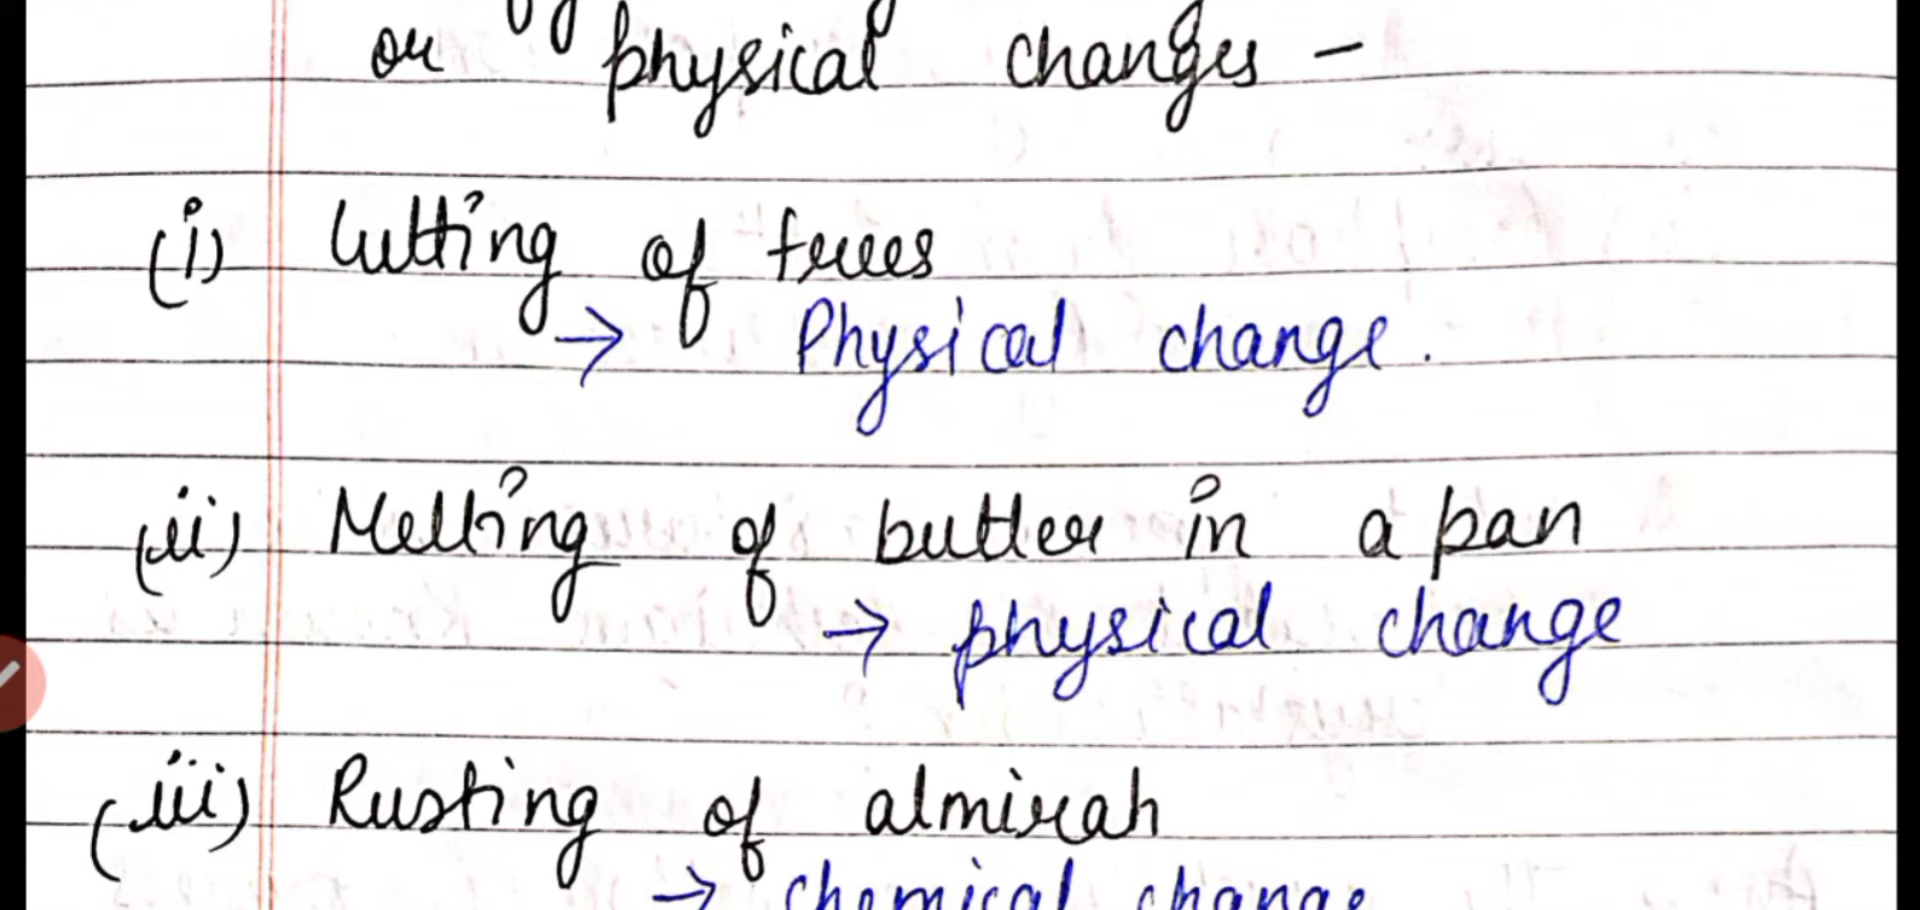 or physical changes -
(i) Cutting of trees
→ Physical change.
(ii) Melting of butter in a pan
→ physical change
(iii) Rusting of almirah
→ chemical change